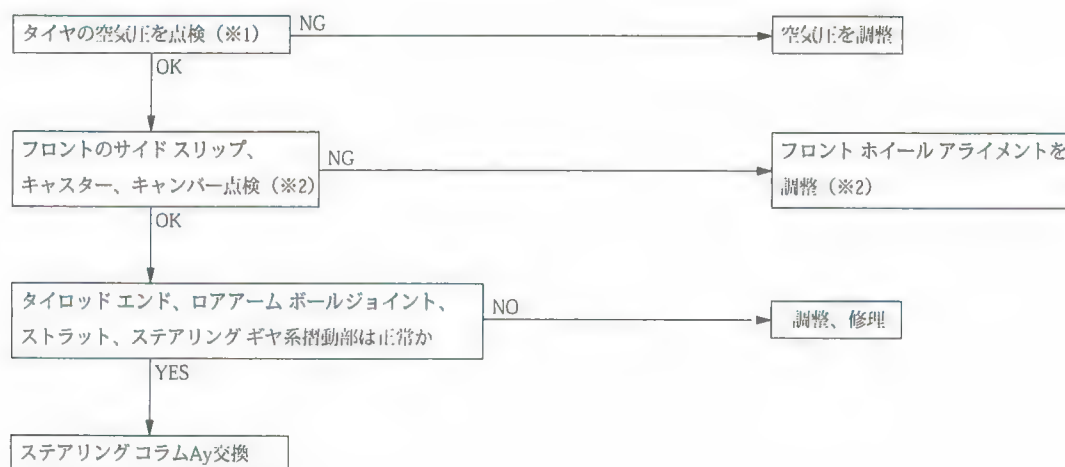 タイヤの空気圧を点検（※1）
NG
空気圧を調整
OK
フロントのサイド スリップ、
キャスター、キャンバー点検（※2）
NG
フロント ホイール アライメントを
調整（※2）
OK
タイロッド エンド、ロアアーム ボールジョイント、
ストラット、ステアリング ギヤ系摺動部は正常か
NO
調整、修理
YES
ステアリング コラムAy交換